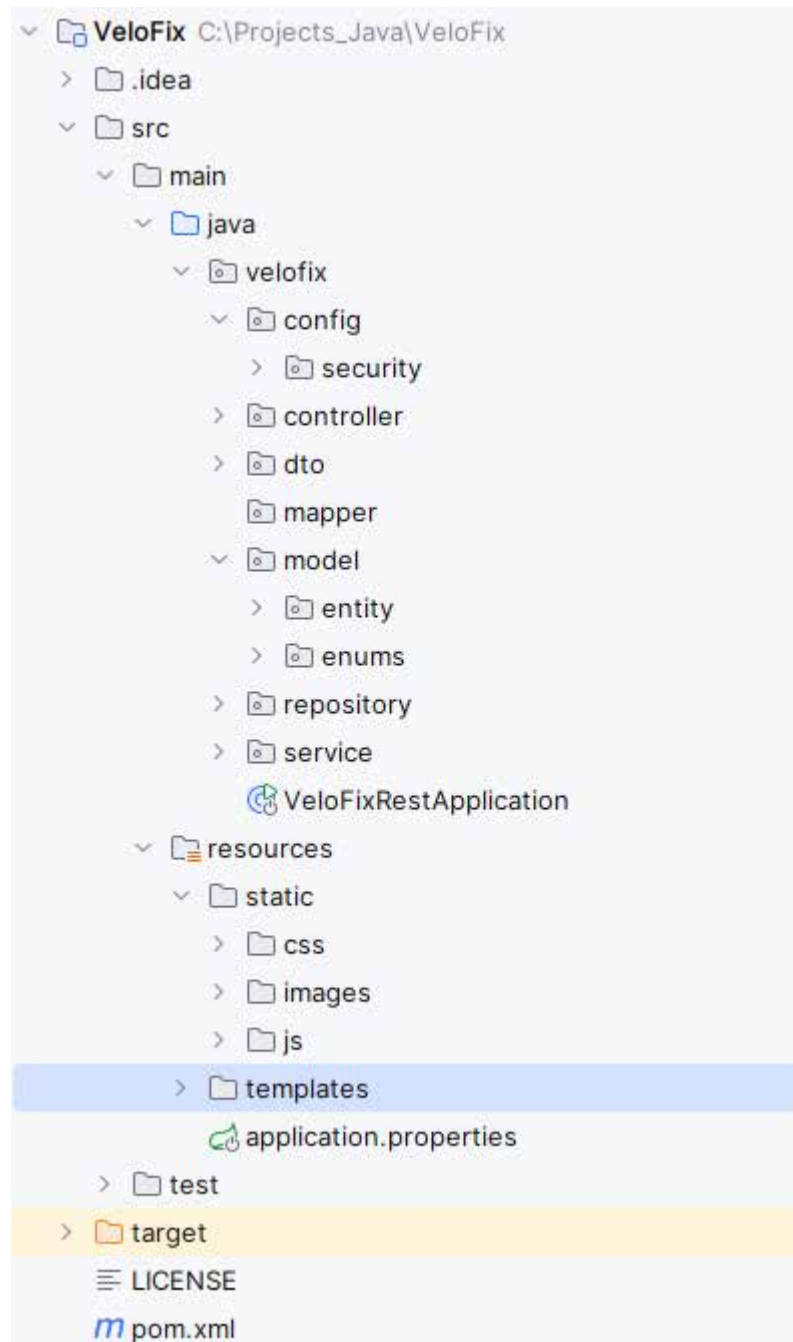 VeloFix C:\Projects_Java\VeloFix
.idea
src
main
java
velofix
config
security
controller
dto
mapper
model
entity
enums
repository
service
VeloFixRestApplication
resources
static
css
images
js
templates
application.properties
test
target
LICENSE
m pom.xml